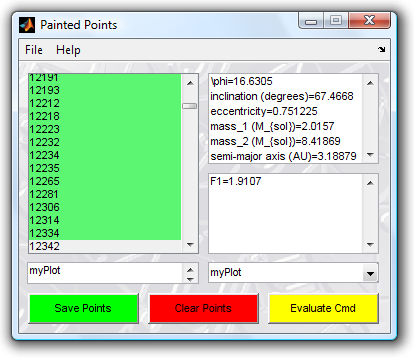 Painted Points
File Help
12191
12193
12212
12218
12223
12232
12234
12235
12265
12281
12306
12314
12334
12342
\phi=16.6305
inclination (degrees)=67.4668
eccentricity=0.751225
mass_1 (M_{sol})=2.0157
mass_2 (M_{sol})=8.41869
semi-major axis (AU)=3.18879
F1=1.9107
myPlot
myPlot
Save Points
Clear Points
Evaluate Cmd